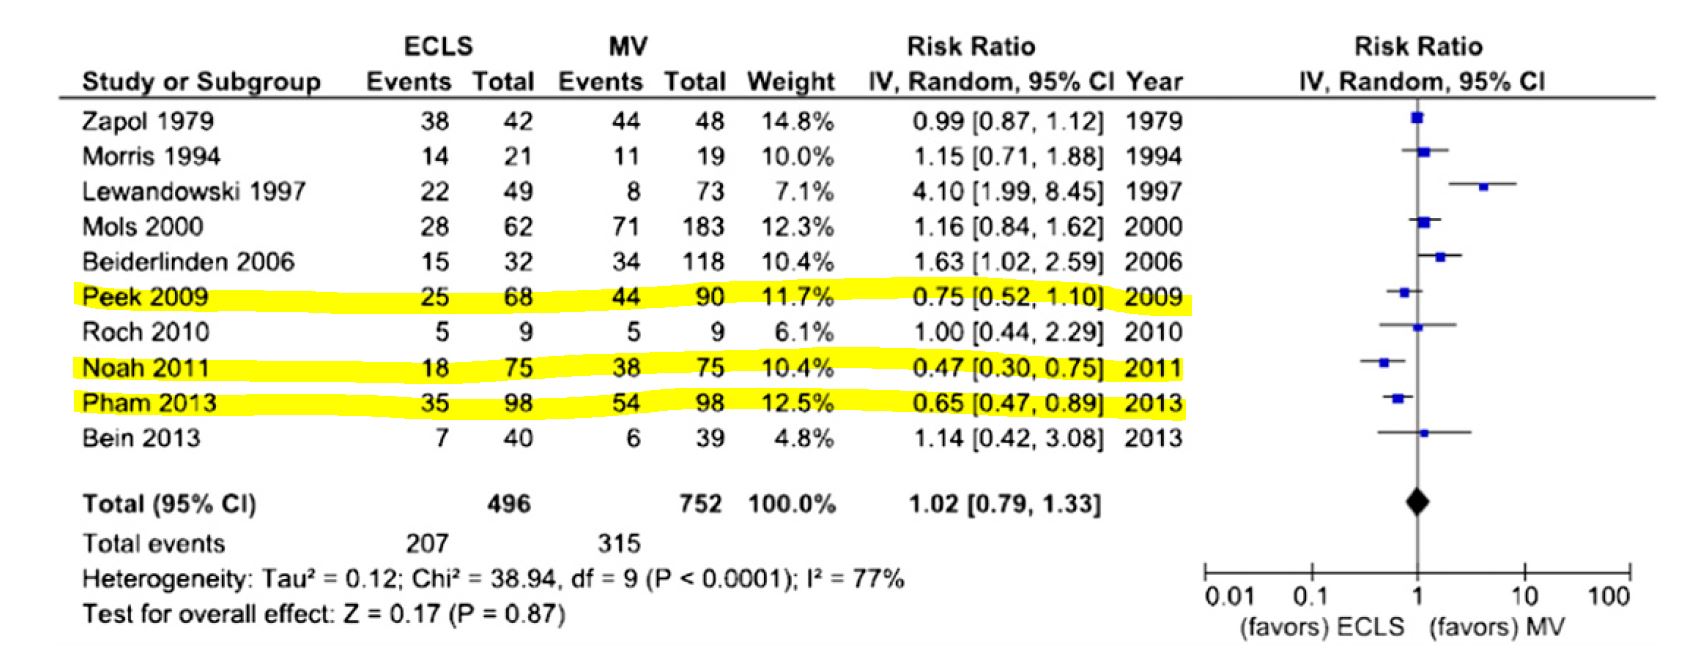 ECLS MV Risk Ratio Risk Ratio
Study or Subgroup Events Total Events Total Weight IV, Random, 95% CI Year IV, Random, 95% CI
Zapol 1979 38 42 44 48 14.8% 0.99 [0.87, 1.12] 1979
Morris 1994 14 21 11 19 10.0% 1.15 [0.71, 1.88] 1994
Lewandowski 1997 22 49 8 73 7.1% 4.10 [1.99, 8.45] 1997
Mols 2000 28 62 71 183 12.3% 1.16 [0.84, 1.62] 2000
Beiderlinden 2006 15 32 34 118 10.4% 1.63 [1.02, 2.59] 2006
Peek 2009 25 68 44 90 11.7% 0.75 [0.52, 1.10] 2009
Roch 2010 5 9 5 9 6.1% 1.00 [0.44, 2.29] 2010
Noah 2011 18 75 38 75 10.4% 0.47 [0.30, 0.75] 2011
Pham 2013 35 98 54 98 12.5% 0.65 [0.47, 0.89] 2013
Bein 2013 7 40 6 39 4.8% 1.14 [0.42, 3.08] 2013
Total (95% CI) 496 752 100.0% 1.02 [0.79, 1.33]
Total events 207 315
Heterogeneity: Tau² = 0.12; Chi² = 38.94, df = 9 (P < 0.0001); I² = 77%
Test for overall effect: Z = 0.17 (P = 0.87)
0.01 0.1 1 10 100
(favors) ECLS (favors) MV